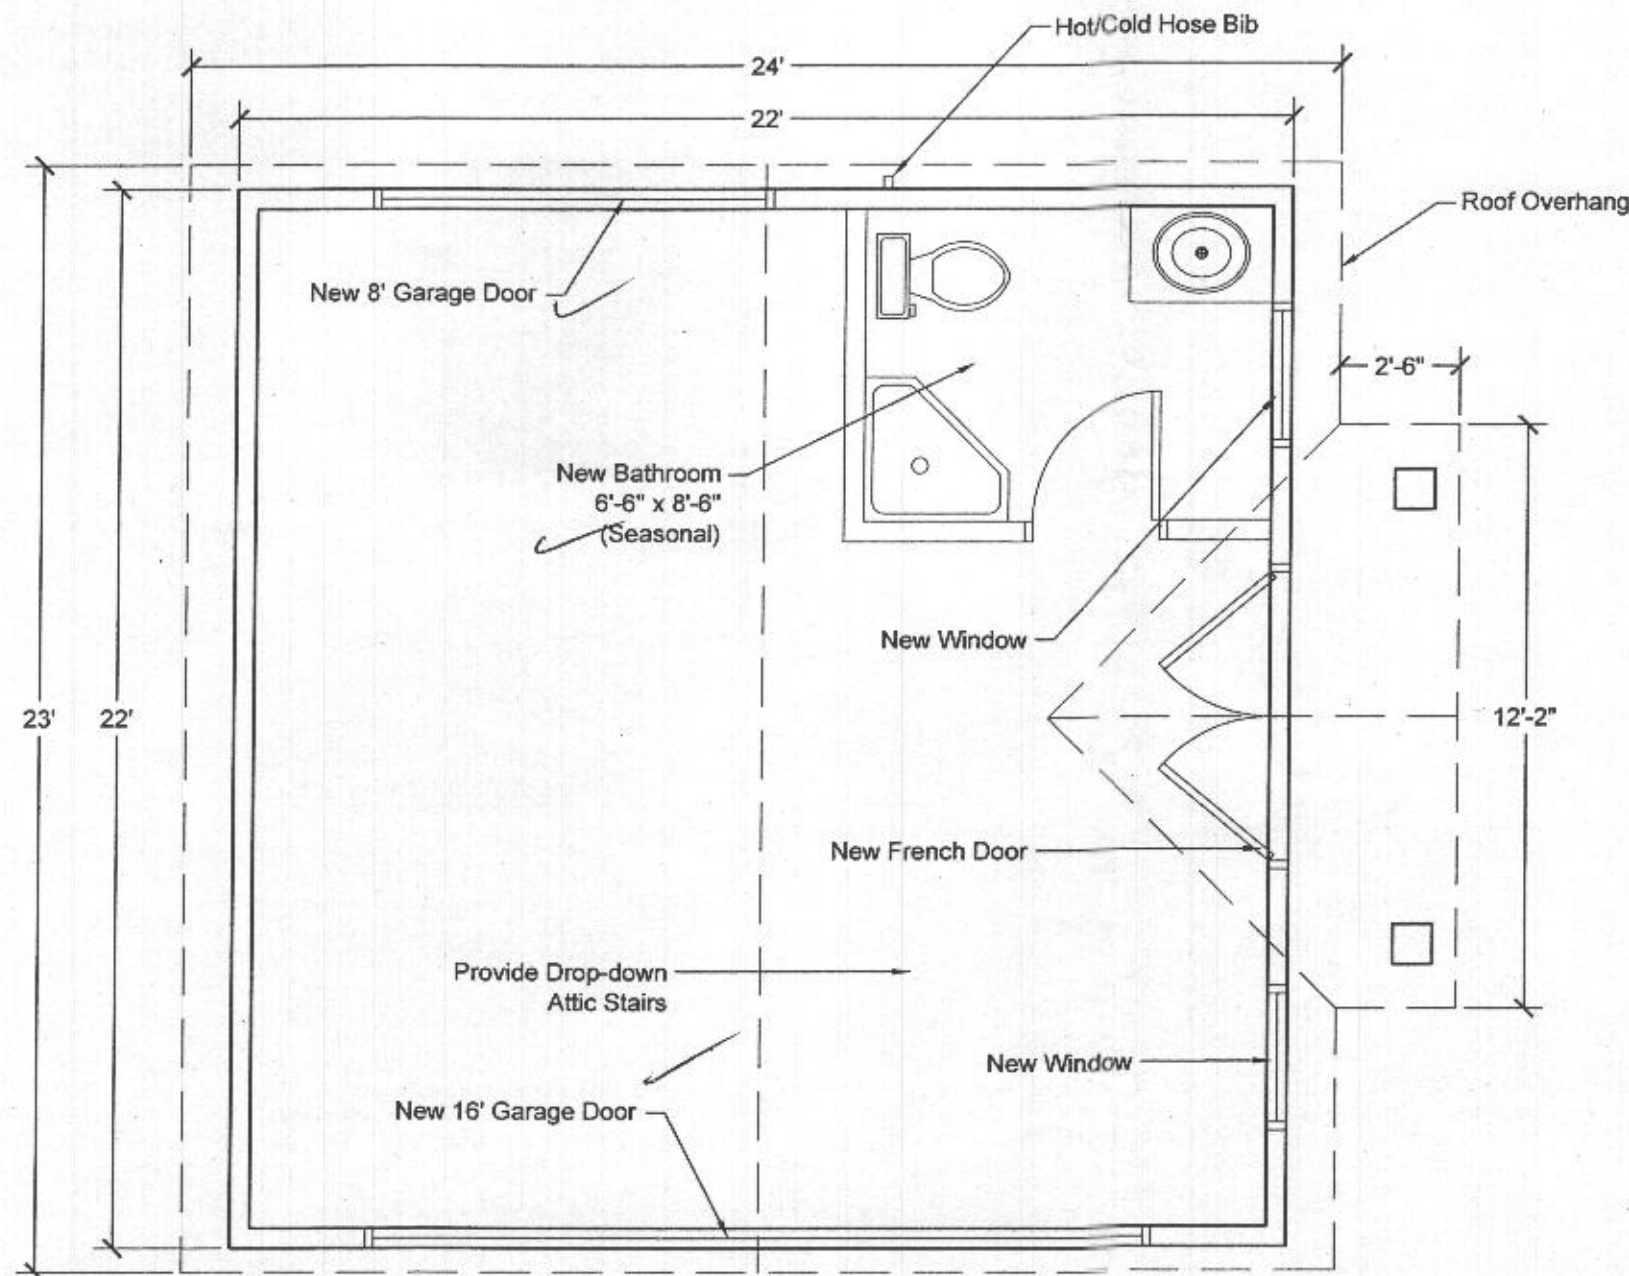 Hot/Cold Hose Bib
24'
22'
Roof Overhang
New 8' Garage Door
2'-6"
New Bathroom
6'-6" x 8'-6"
(Seasonal)
New Window
23'
22'
12'-2"
New French Door
Provide Drop-down
Attic Stairs
New Window
New 16' Garage Door